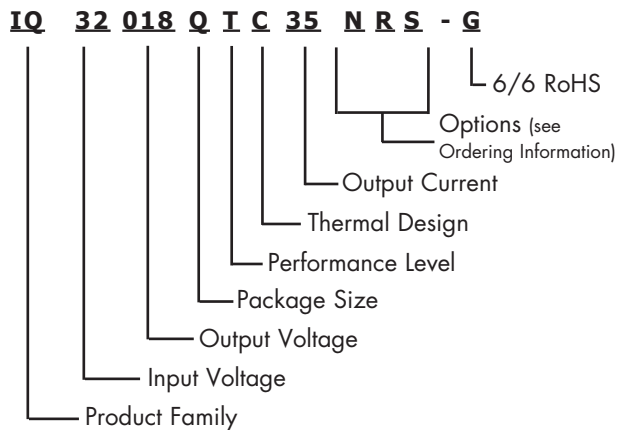 IQ 32 018 Q T C 35 N R S - G
6/6 RoHS
Options (see
Ordering Information)
Output Current
Thermal Design
Performance Level
Package Size
Output Voltage
Input Voltage
Product Family